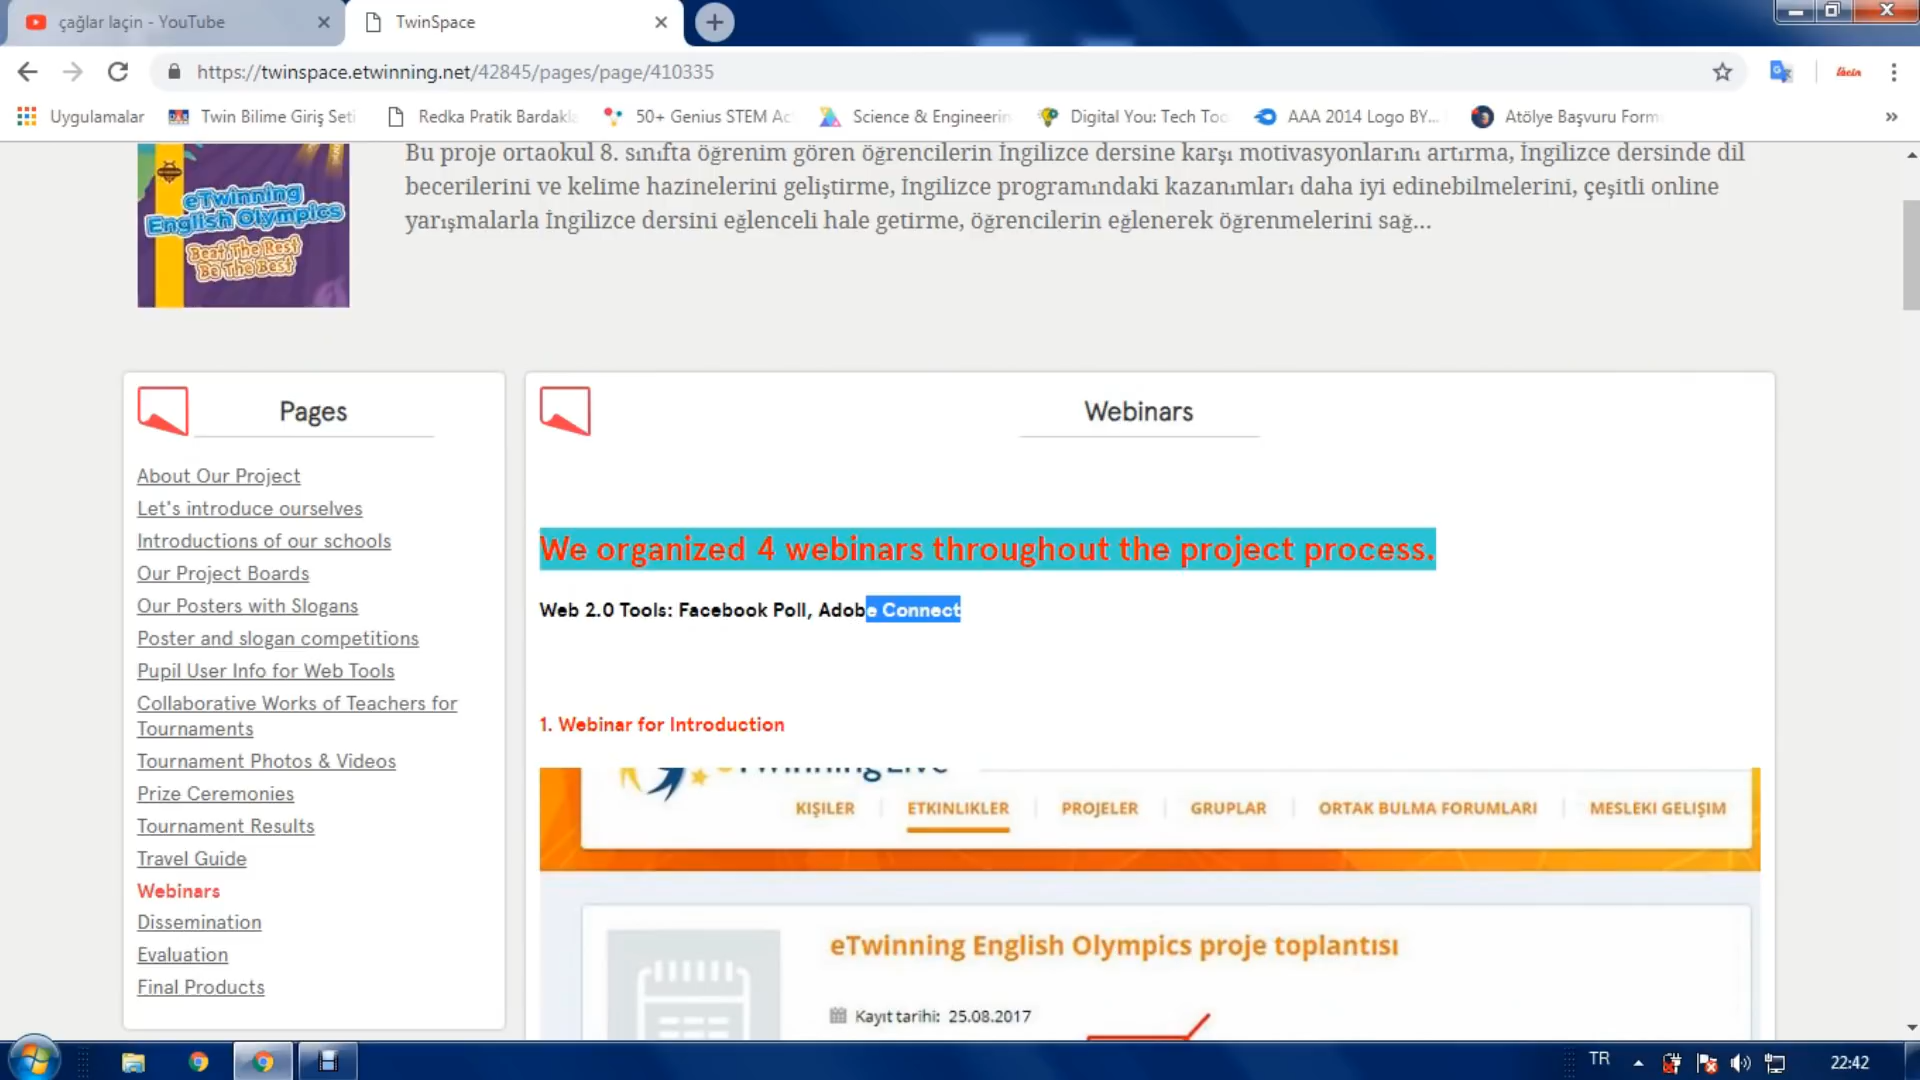 çağlar laçin - YouTube
TwinSpace
https://twinspace.etwinning.net/42845/pages/page/410335
laçin
Uygulamalar
Twin Bilime Giriş Seti
Redka Pratik Bardakl
50+ Genius STEM Ac
Science & Engineerin
Digital You: Tech Too
AAA 2014 Logo BY...
Atölye Başvuru Form
»
eTwinning
English Olympics
Beat The Rest
Be The Best
Bu proje ortaokul 8. sınıfta öğrenim gören öğrencilerin İngilizce dersine karşı motivasyonlarını artırma, İngilizce dersinde dil
becerilerini ve kelime hazinelerini geliştirme, İngilizce programındaki kazanımları daha iyi edinebilmelerini, çeşitli online
yarışmalarla İngilizce dersini eğlenceli hale getirme, öğrencilerin eğlenerek öğrenmelerini sağ...
Pages
About Our Project
Let's introduce ourselves
Introductions of our schools
Our Project Boards
Our Posters with Slogans
Poster and slogan competitions
Pupil User Info for Web Tools
Collaborative Works of Teachers for
Tournaments
Tournament Photos & Videos
Prize Ceremonies
Tournament Results
Travel Guide
Webinars
Dissemination
Evaluation
Final Products
Webinars
We organized 4 webinars throughout the project process.
Web 2.0 Tools: Facebook Poll, Adobe Connect
1. Webinar for Introduction
eTwinning Live
KIŞILER
ETKINLIKLER
PROJELER
GRUPLAR
ORTAK BULMA FORUMLARI
MESLEKI GELIŞIM
eTwinning English Olympics proje toplantısı
Kayıt tarihi: 25.08.2017
TR
22:42